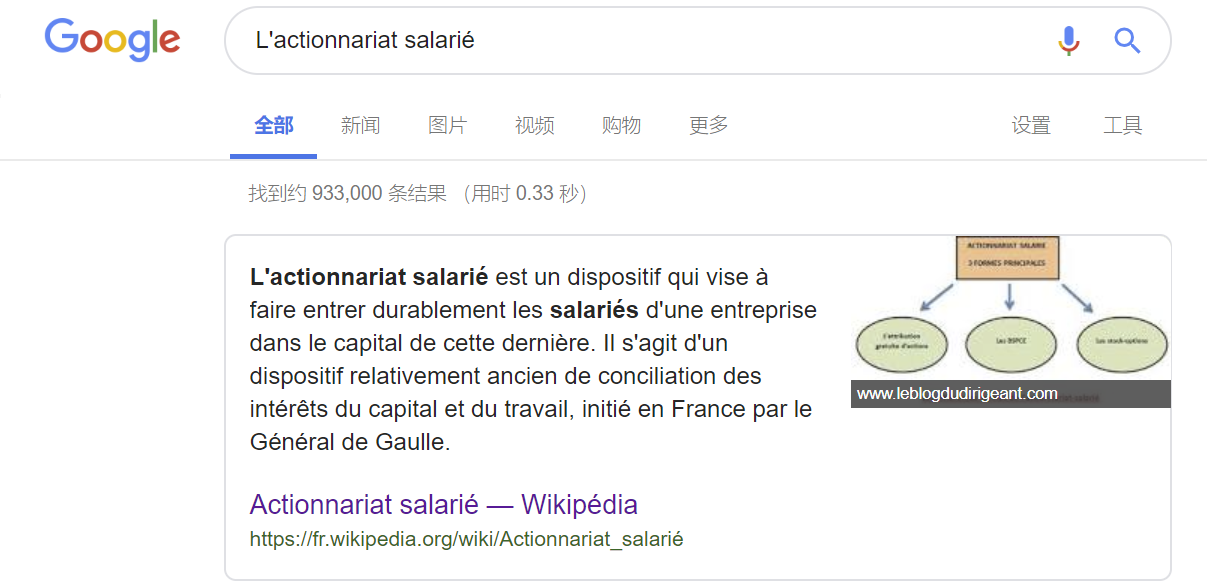 Google
L'actionnariat salarié
全部 新闻 图片 视频 购物 更多 设置 工具
找到约 933,000 条结果 （用时 0.33 秒）
L'actionnariat salarié est un dispositif qui vise à
faire entrer durablement les salariés d'une entreprise
dans le capital de cette dernière. Il s'agit d'un
dispositif relativement ancien de conciliation des
intérêts du capital et du travail, initié en France par le
Général de Gaulle.
ACTIONNARIAT SALARIE
3 FORMES PRINCIPALES
L'attribution
gratuite d'actions
Les BSPCE
Les stock-options
www.leblogdudirigeant.com
Actionnariat salarié — Wikipédia
https://fr.wikipedia.org/wiki/Actionnariat_salarié